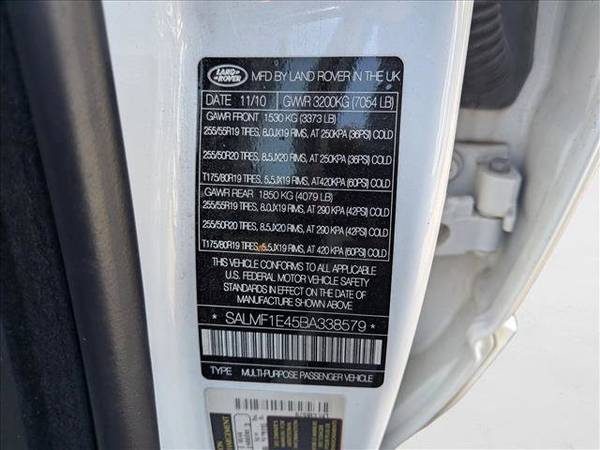 LAND ROVER
MFD BY LAND ROVER IN THE UK
DATE 11/10 GVWR 3200KG (7054 LB)
GAWR FRONT 1530 KG (3373 LB)
255/55R19 TIRES, 8.0JX19 RIMS, AT 250KPA (36PSI) COLD
255/50R20 TIRES, 8.5JX20 RIMS, AT 250KPA (36PSI) COLD
T175/80R19 TIRES, 5.5JX19 RIMS, AT420KPA (60PSI) COLD
GAWR REAR 1850 KG (4079 LB)
255/55R19 TIRES, 8.0JX19 RIMS, AT 290 KPA (42PSI) COLD
255/50R20 TIRES, 8.5JX20 RIMS, AT 290 KPA (42PSI) COLD
T175/80R19 TIRES, 5.5JX19 RIMS, AT 420 KPA (60PSI) COLD
THIS VEHICLE CONFORMS TO ALL APPLICABLE
U.S. FEDERAL MOTOR VEHICLE SAFETY
STANDARDS IN EFFECT ON THE DATE OF
MANUFACTURE SHOWN ABOVE
* SALMF1E45BA338579 *
TYPE MULTI-PURPOSE PASSENGER VEHICLE